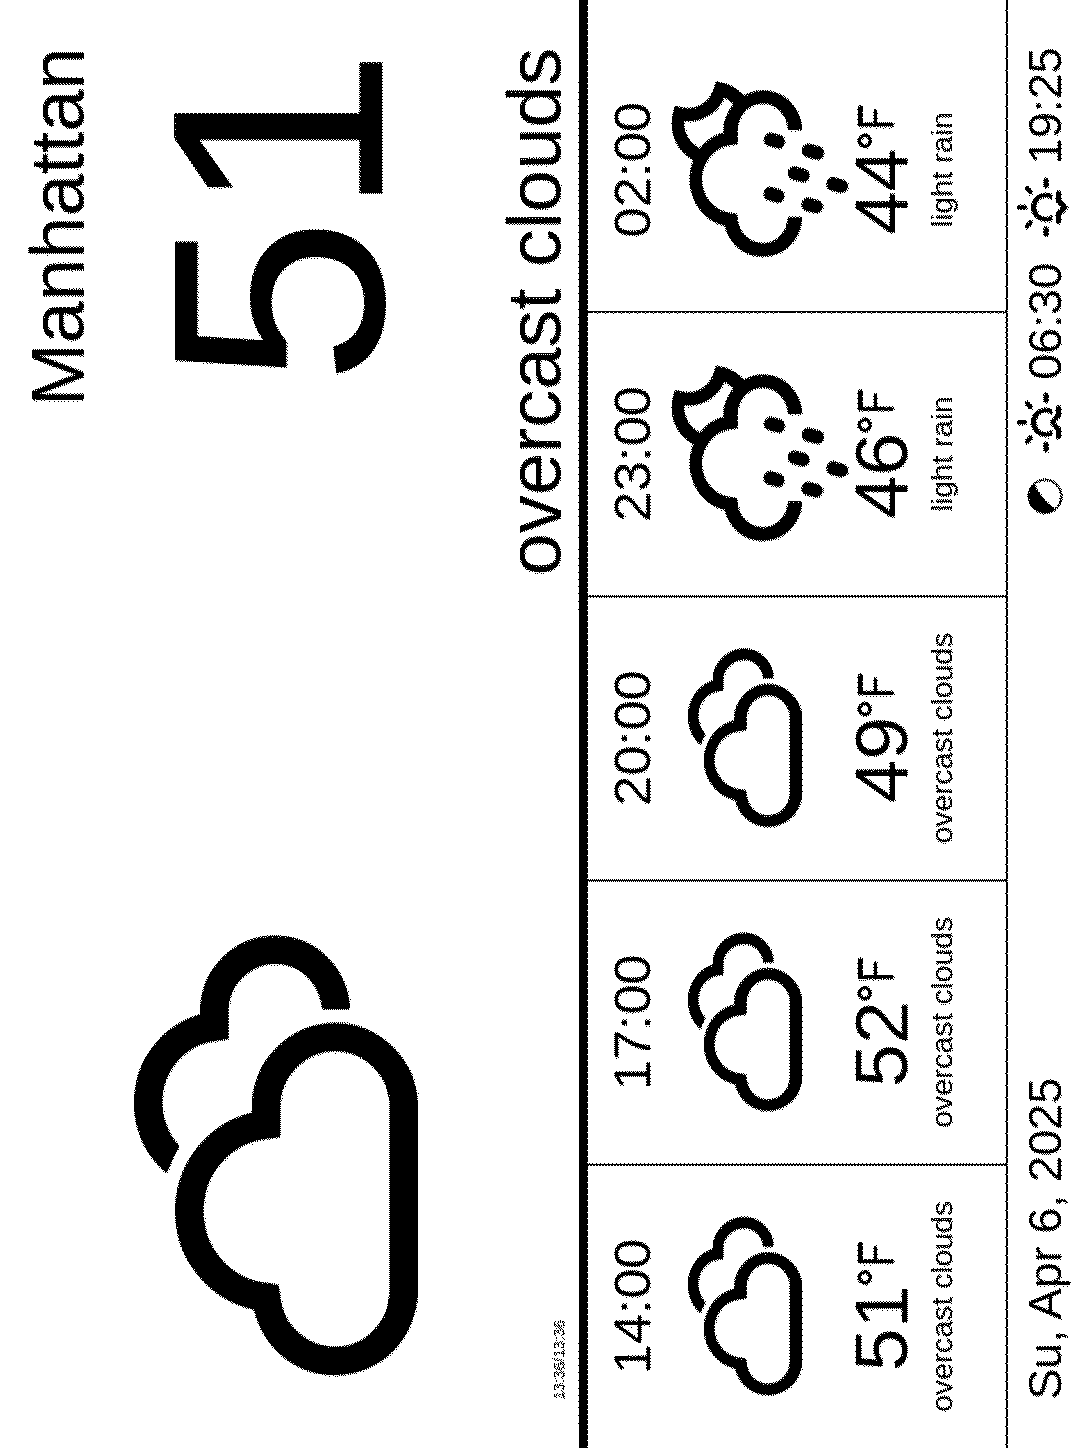 Manhattan
51
overcast clouds
13:36/13:36
14:00 17:00 20:00 23:00 02:00
51°F 52°F 49°F 46°F 44°F
overcast clouds overcast clouds overcast clouds light rain light rain
Su, Apr 6, 2025 06:30 19:25